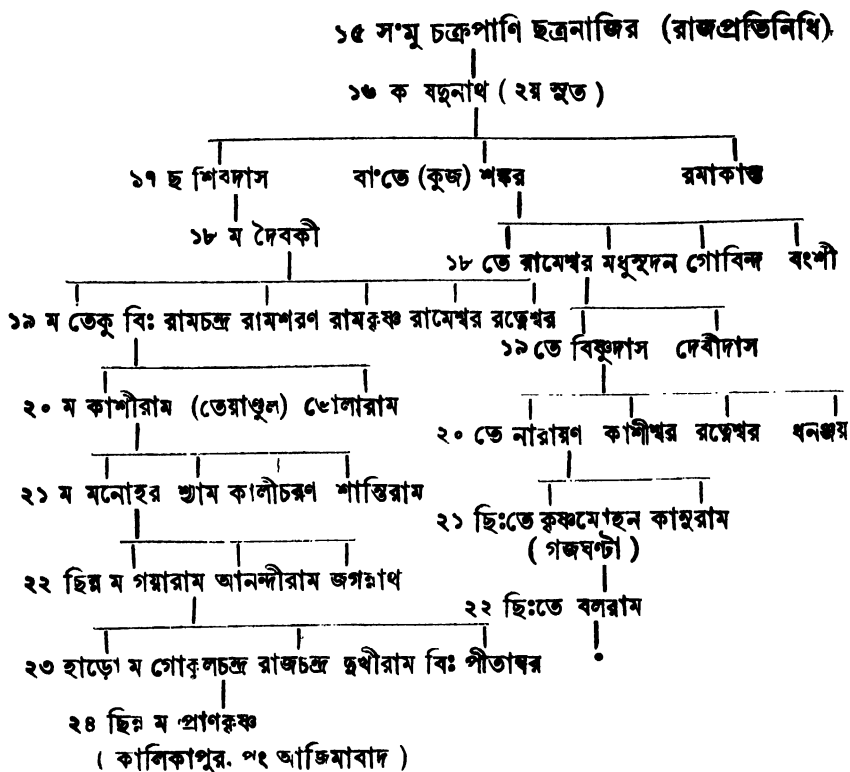 ১৫ স°মু চক্রপাণি ছত্রনাজির (রাজপ্রতিনিধি)
১৬ ক যদুনাথ ( ২য় সুত )
১৭ ছ শিবদাস বা°তে (কুজ) শঙ্কর রমাকান্ত
১৮ ম দৈবকী
১৮ তে রামেশ্বর মধুসূদন গোবিন্দ বংশী
১৯ ম তেকু বিঃ রামচন্দ্র রামশরণ রামকৃষ্ণ রামেশ্বর রত্নেশ্বর
১৯ তে বিষ্ণুদাস দেবীদাস
২০ ম কাশীরাম (তেয়াণ্ডুল) ভোলারাম
২০ তে নারায়ণ কাশীশ্বর রত্নেশ্বর ধনঞ্জয়
২১ ম মনোহর শ্যাম কালীচরণ শান্তিরাম
২১ ছিঃতে কৃষ্ণমোহন কানুরাম
( গজঘণ্টা )
২২ ছিন্ন ম গয়ারাম আনন্দীরাম জগন্নাথ
২২ ছিঃতে বলরাম
২৩ হাড়ো ম গোকুলচন্দ্র রাজচন্দ্র দুখীরাম বিঃ পীতাম্বর
২৪ ছিন্ন ম প্রাণকৃষ্ণ
( কালিকাপুর. পং আজিমাবাদ )